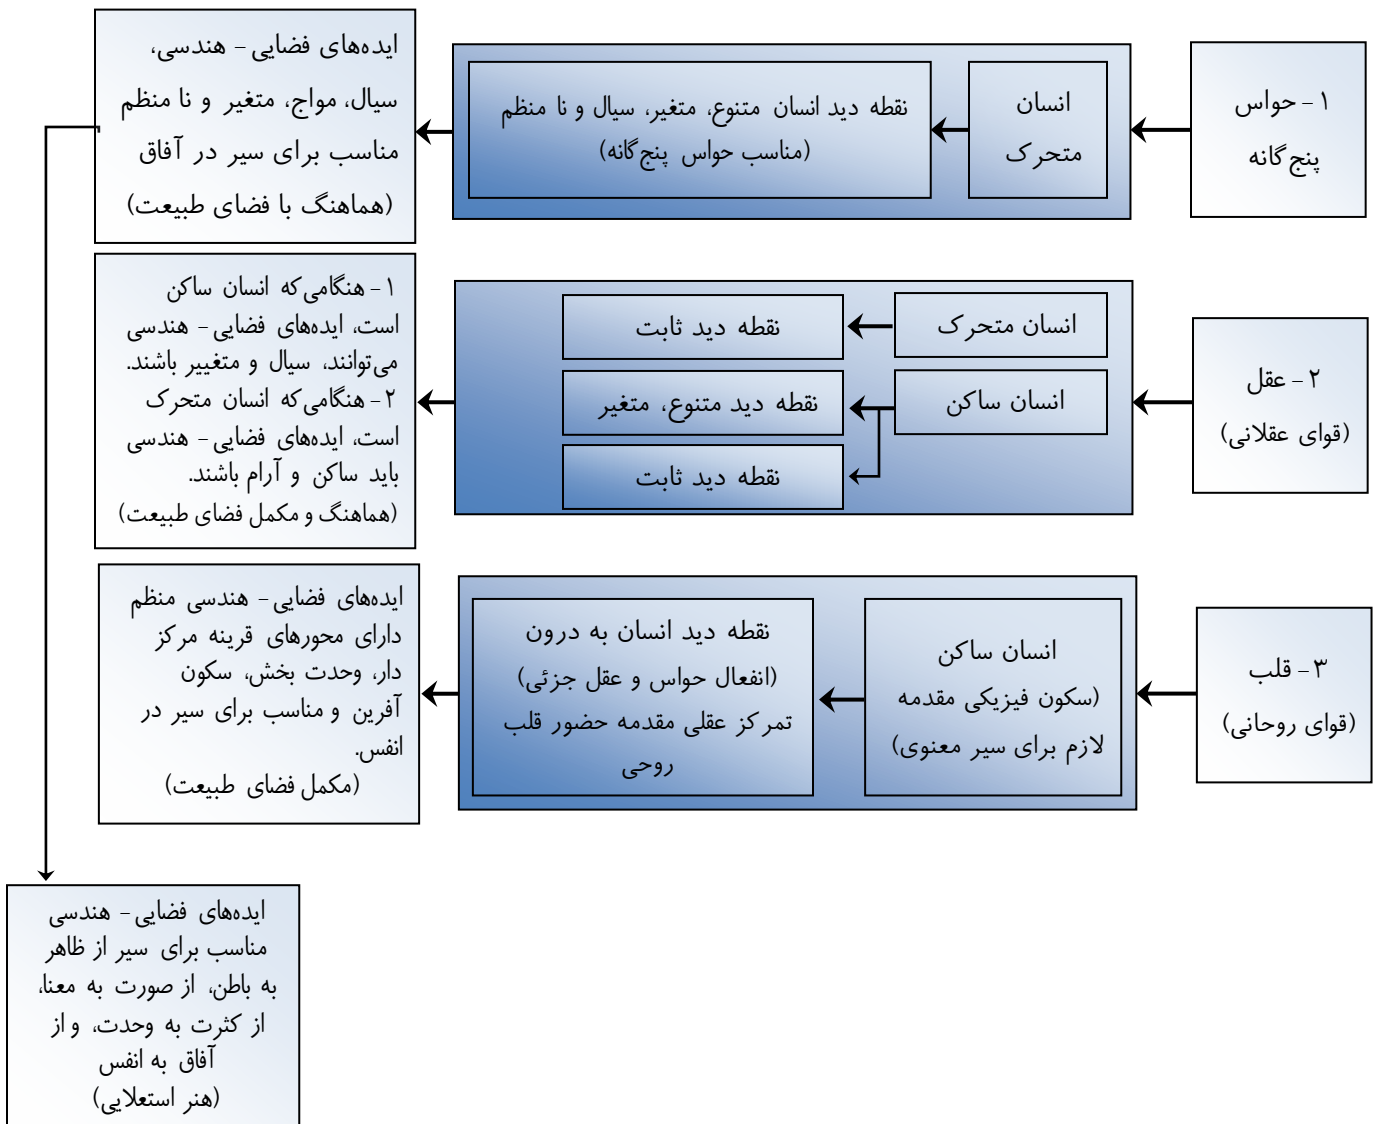 ۱- حواس
پنج‌گانه
انسان
متحرک
نقطه دید انسان متنوع، متغیر، سیال و نا منظم
(مناسب حواس پنج‌گانه)
ایده‌های فضایی- هندسی،
سیال، مواج، متغیر و نا منظم
مناسب برای سیر در آفاق
(هماهنگ با فضای طبیعت)
۲- عقل
(قوای عقلانی)
انسان متحرک
نقطه دید ثابت
انسان ساکن
نقطه دید متنوع، متغیر
نقطه دید ثابت
۱- هنگامی‌که انسان ساکن
است، ایده‌های فضایی- هندسی
می‌توانند، سیال و متغییر باشند.
۲- هنگامی‌که انسان متحرک
است، ایده‌های فضایی- هندسی
باید ساکن و آرام باشند.
(هماهنگ و مکمل فضای طبیعت)
۳- قلب
(قوای روحانی)
انسان ساکن
(سکون فیزیکی مقدمه
لازم برای سیر معنوی)
نقطه دید انسان به درون
(انفعال حواس و عقل جزئی)
تمرکز عقلی مقدمه حضور قلب
روحی
ایده‌های فضایی- هندسی منظم
دارای محورهای قرینه مرکز
دار، وحدت بخش، سکون
آفرین و مناسب برای سیر در
انفس.
(مکمل فضای طبیعت)
ایده‌های فضایی- هندسی
مناسب برای سیر از ظاهر
به باطن، از صورت به معنا،
از کثرت به وحدت، و از
آفاق به انفس
(هنر استعلایی)